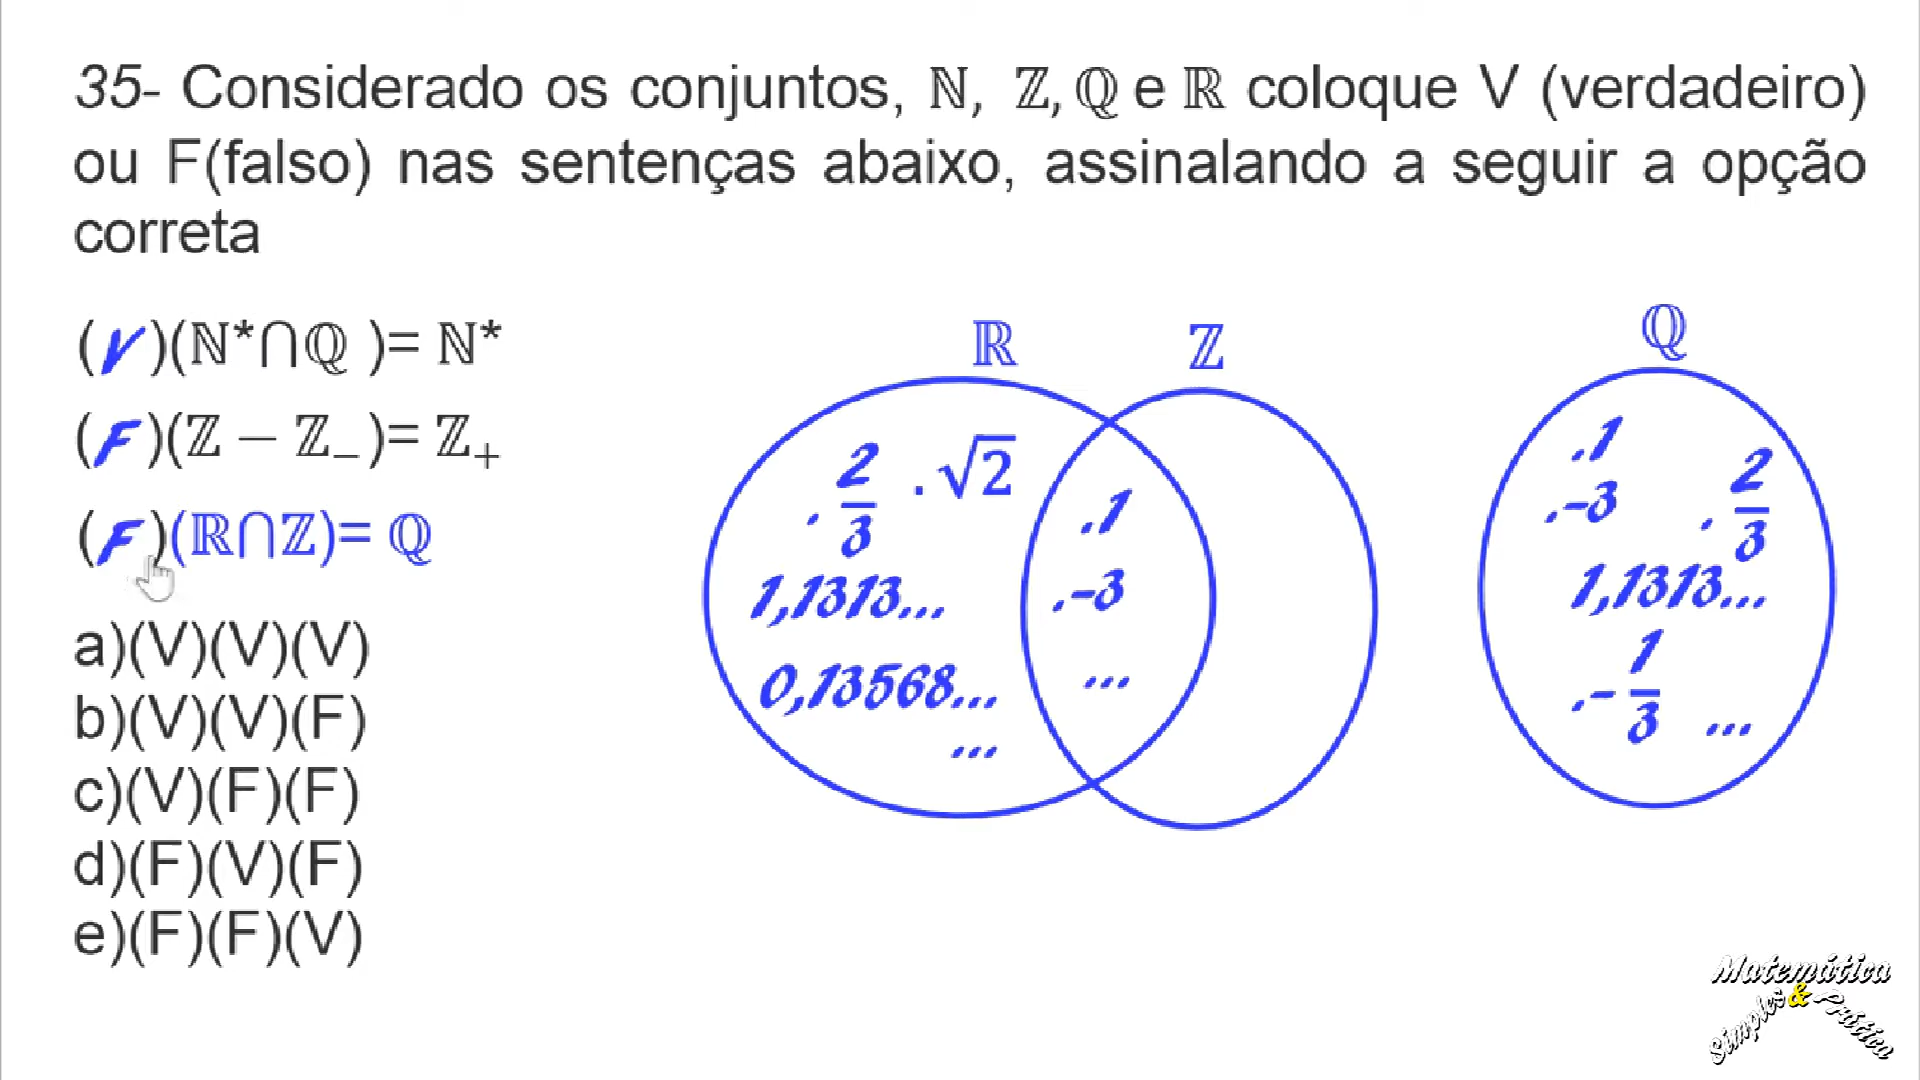 35- Considerado os conjuntos, ℕ, ℤ, ℚ e ℝ coloque V (verdadeiro)
ou F(falso) nas sentenças abaixo, assinalando a seguir a opção
correta
(V)(ℕ*∩ℚ )= ℕ*
(F)(ℤ − ℤ₋)= ℤ₊
(F)(ℝ∩ℤ)= ℚ
a)(V)(V)(V)
b)(V)(V)(F)
c)(V)(F)(F)
d)(F)(V)(F)
e)(F)(F)(V)
ℝ
. 2/3 . √2
1,1313...
0,13568...
...
ℤ
.1
.-3
...
ℚ
.1
.-3 . 2/3
1,1313...
.- 1/3 ...
Matemática
Simples & Prática